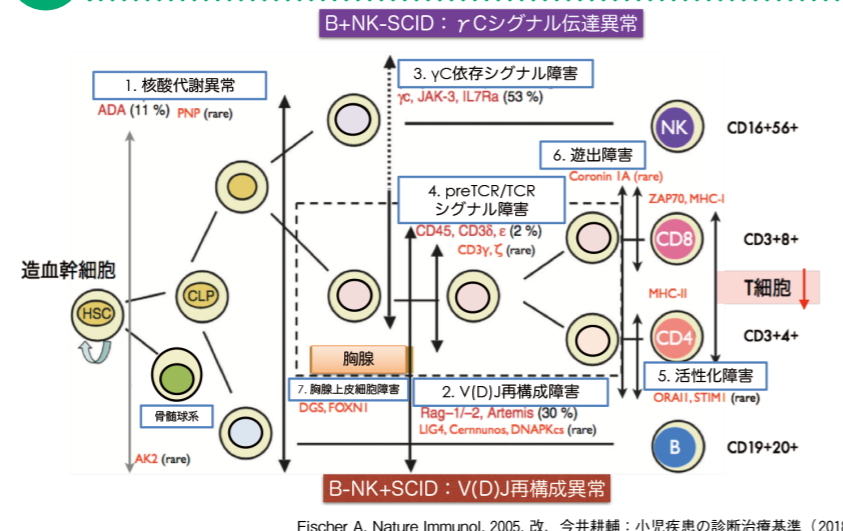 B+NK-SCID：γCシグナル伝達異常
1. 核酸代謝異常
ADA (11 %) PNP (rare)
3. γC依存シグナル障害
γc, JAK-3, IL7Ra (53 %)
NK
CD16+56+
6. 遊出障害
Coronin 1A (rare)
ZAP70, MHC-I
4. preTCR/TCR
シグナル障害
CD45, CD3δ, ε (2 %)
CD3γ, ζ (rare)
CD8
CD3+8+
造血幹細胞
HSC
CLP
MHC-II
T細胞
CD4
CD3+4+
胸腺
7. 胸腺上皮細胞障害
DGS, FOXN1
2. V(D)J再構成障害
Rag-1/-2, Artemis (30 %)
LIG4, Cernnunos, DNAPKcs (rare)
5. 活性化障害
ORAI1, STIM1 (rare)
骨髄球系
AK2 (rare)
B
CD19+20+
B-NK+SCID：V(D)J再構成異常
Fischer A. Nature Immunol. 2005. 改. 今井耕輔：小児疾患の診断治療基準（2018